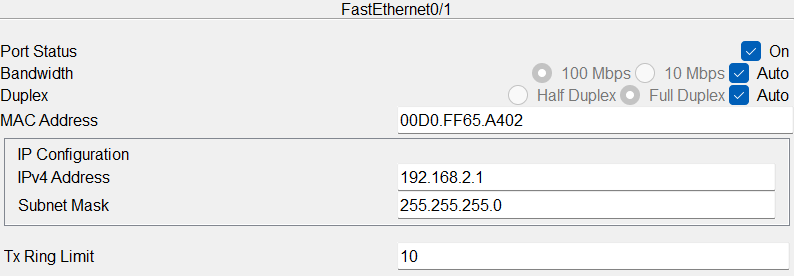 FastEthernet0/1
Port Status On
Bandwidth 100 Mbps 10 Mbps Auto
Duplex Half Duplex Full Duplex Auto
MAC Address 00D0.FF65.A402
IP Configuration
IPv4 Address 192.168.2.1
Subnet Mask 255.255.255.0
Tx Ring Limit 10